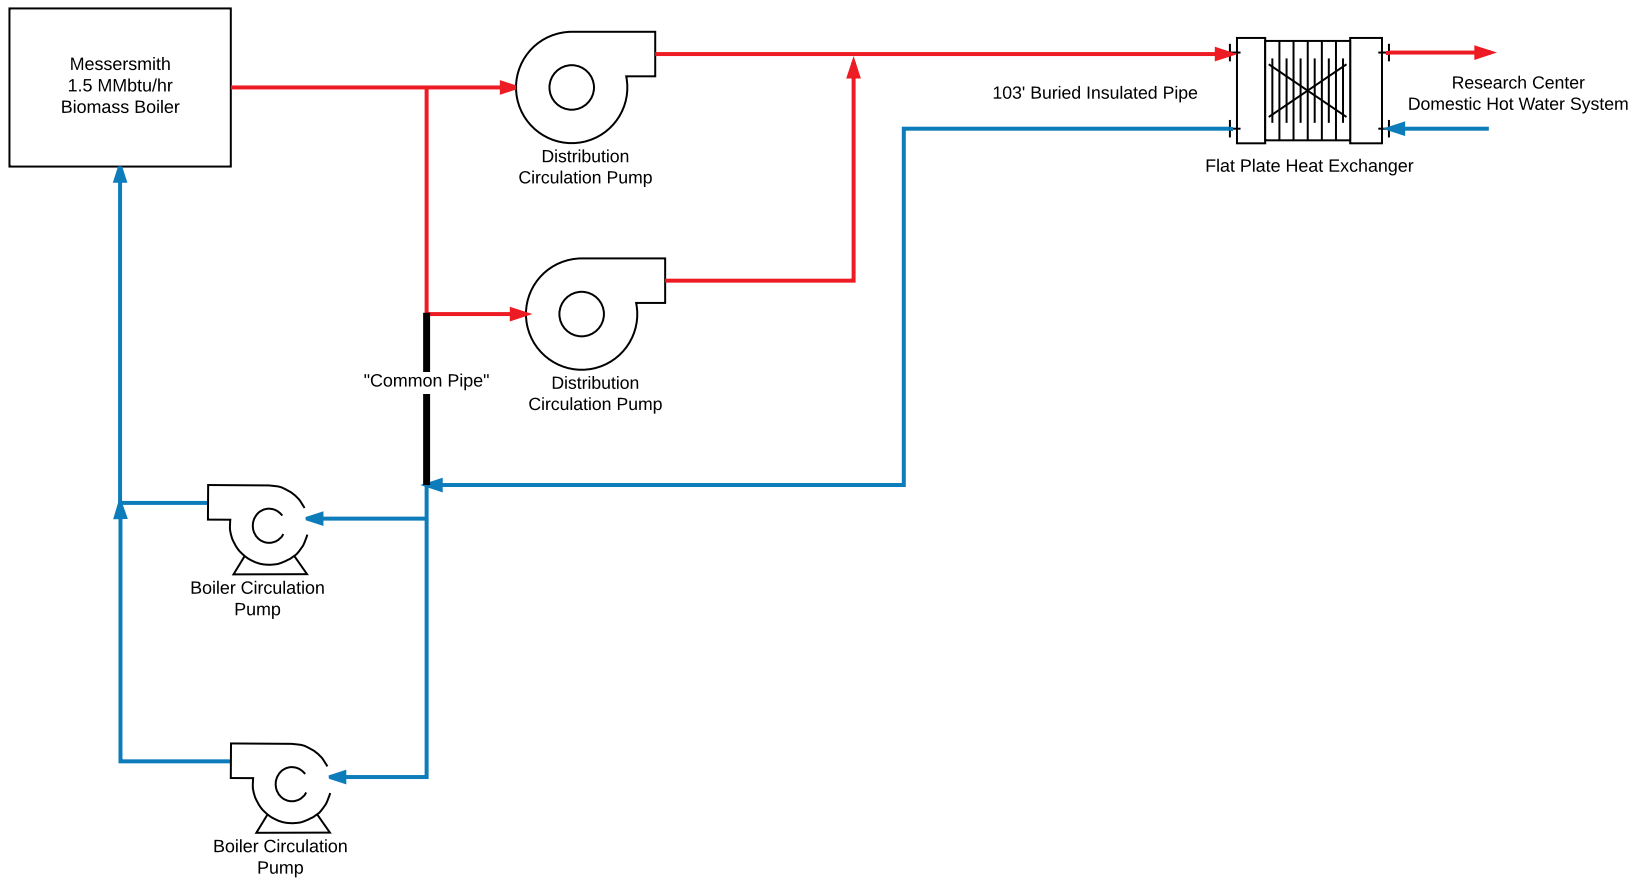 Messersmith
1.5 MMbtu/hr
Biomass Boiler
Distribution
Circulation Pump
103' Buried Insulated Pipe
Research Center
Domestic Hot Water System
Flat Plate Heat Exchanger
"Common Pipe"
Distribution
Circulation Pump
Boiler Circulation
Pump
Boiler Circulation
Pump